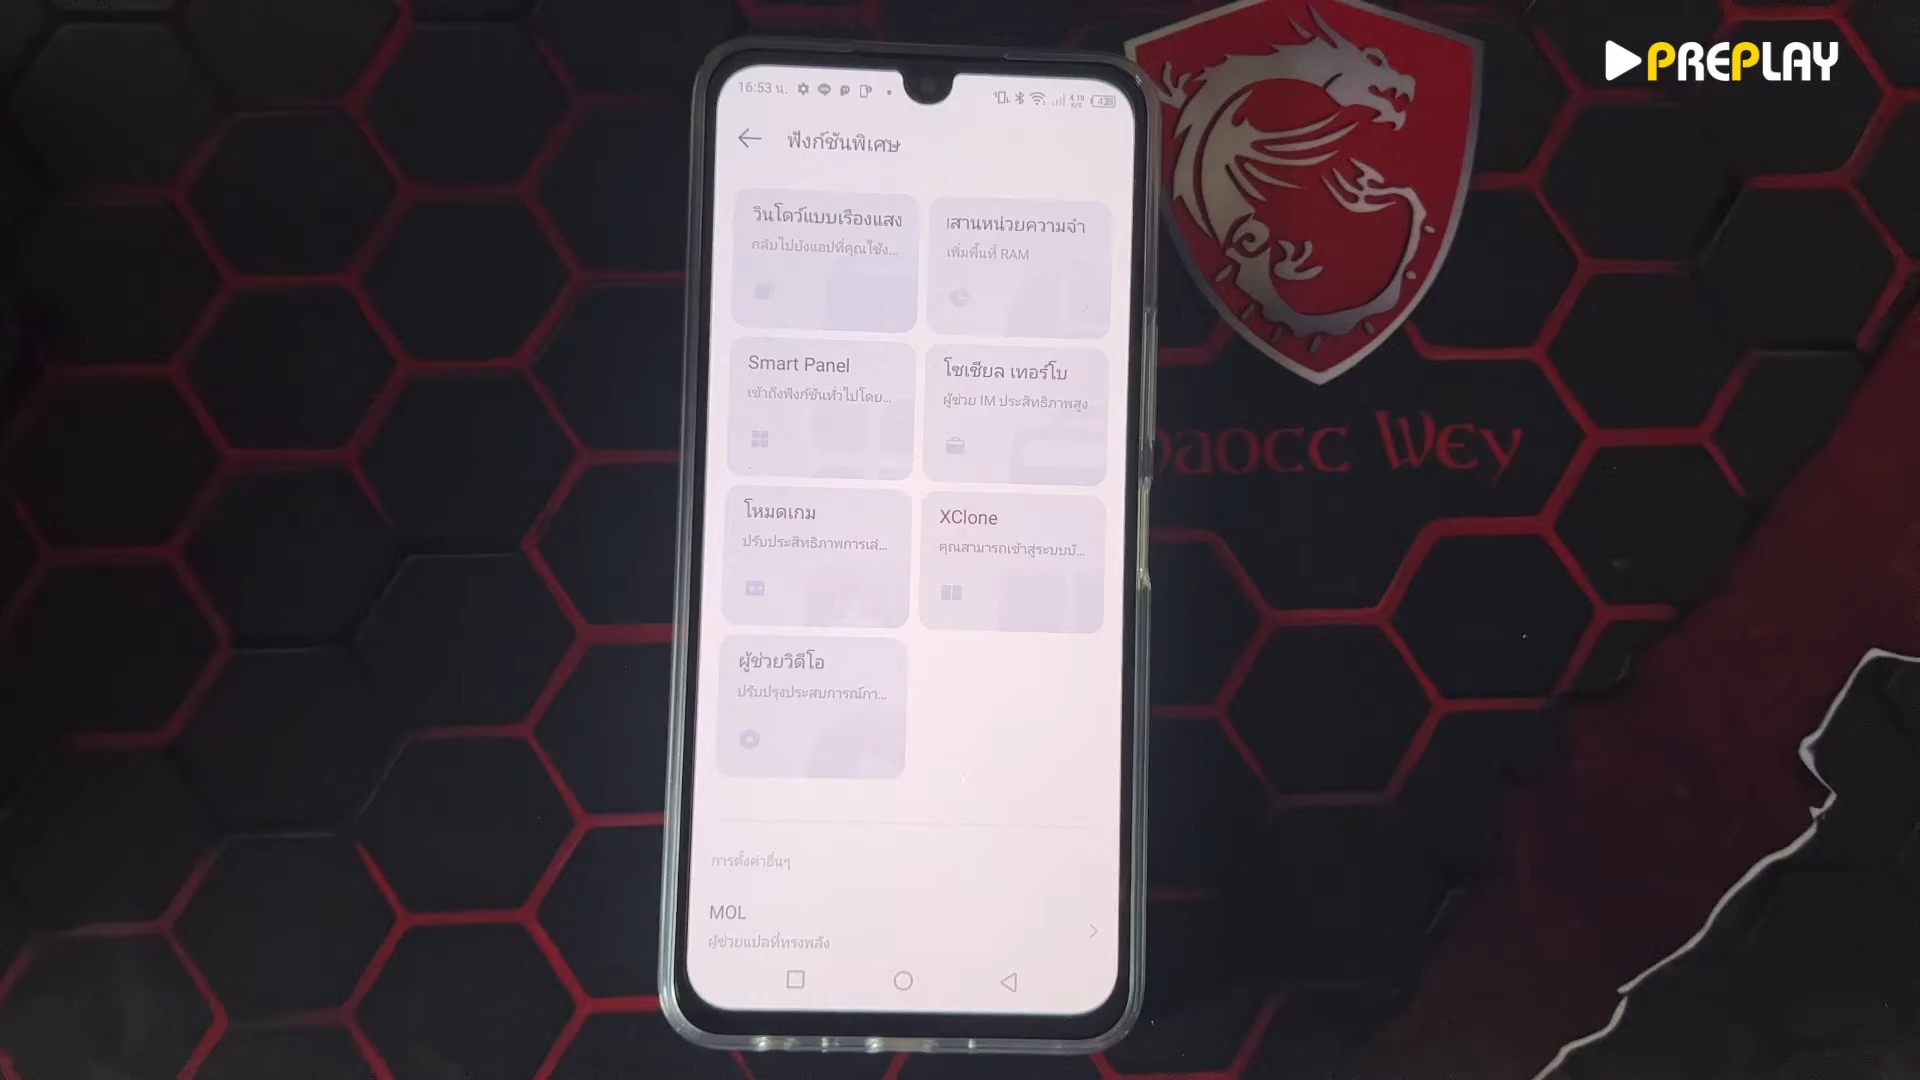 PREPLAY
16:53 น.
ฟังก์ชันพิเศษ
วินโดว์แบบเรืองแสง
กลับไปยังแอปที่คุณใช้ง...
เสานหน่วยความจำ
เพิ่มพื้นที่ RAM
Smart Panel
เข้าถึงฟังก์ชันทั่วไปโดย...
โซเชียล เทอร์โบ
ผู้ช่วย IM ประสิทธิภาพสูง
โหมดเกม
ปรับประสิทธิภาพการเล่...
XClone
คุณสามารถเข้าสู่ระบบบั...
ผู้ช่วยวิดีโอ
ปรับปรุงประสบการณ์กา...
การตั้งค่าอื่นๆ
MOL
ผู้ช่วยแปลที่ทรงพลัง